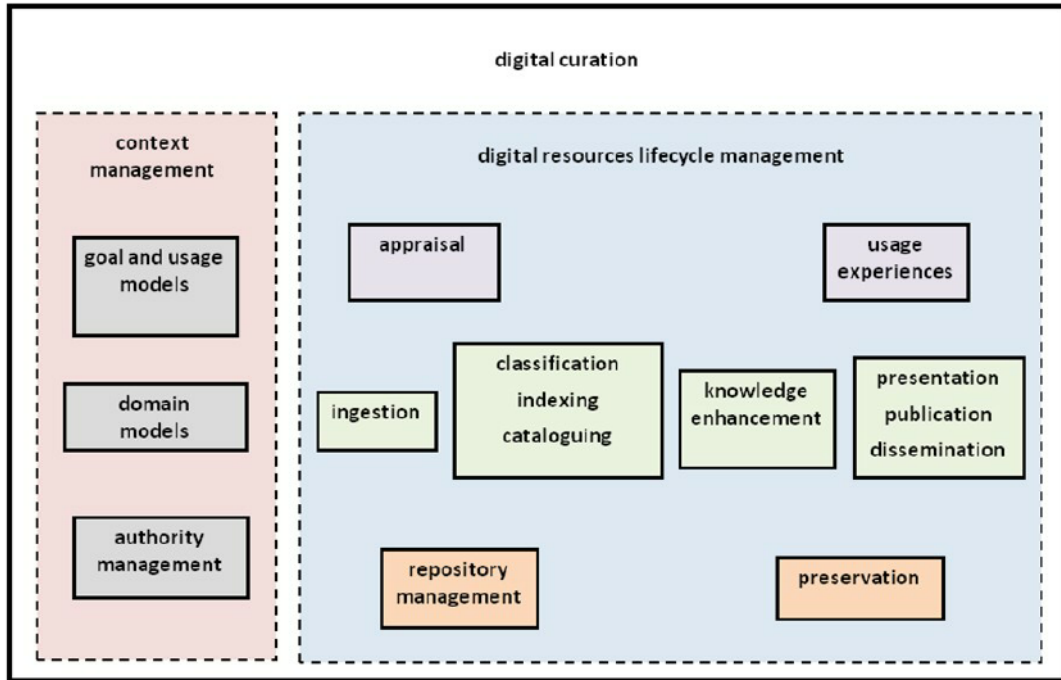 digital curation
context
management
goal and usage
models
domain
models
authority
management
digital resources lifecycle management
appraisal
usage
experiences
ingestion
classification
indexing
cataloguing
knowledge
enhancement
presentation
publication
dissemination
repository
management
preservation